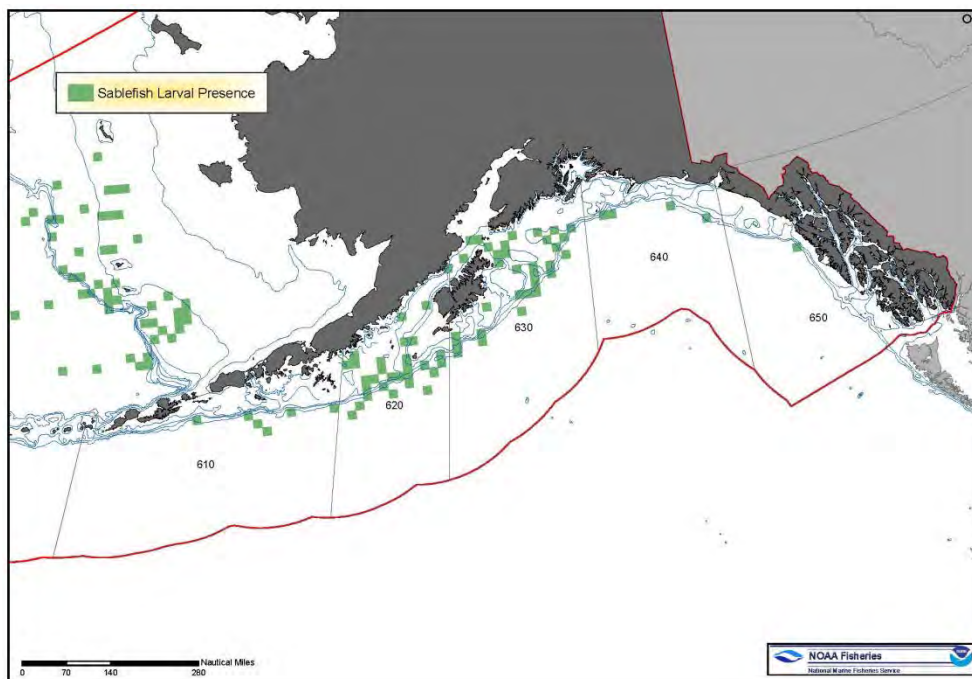 Sablefish Larval Presence
640
650
630
620
610
Nautical Miles
0 70 140 280
NOAA Fisheries
National Marine Fisheries Service